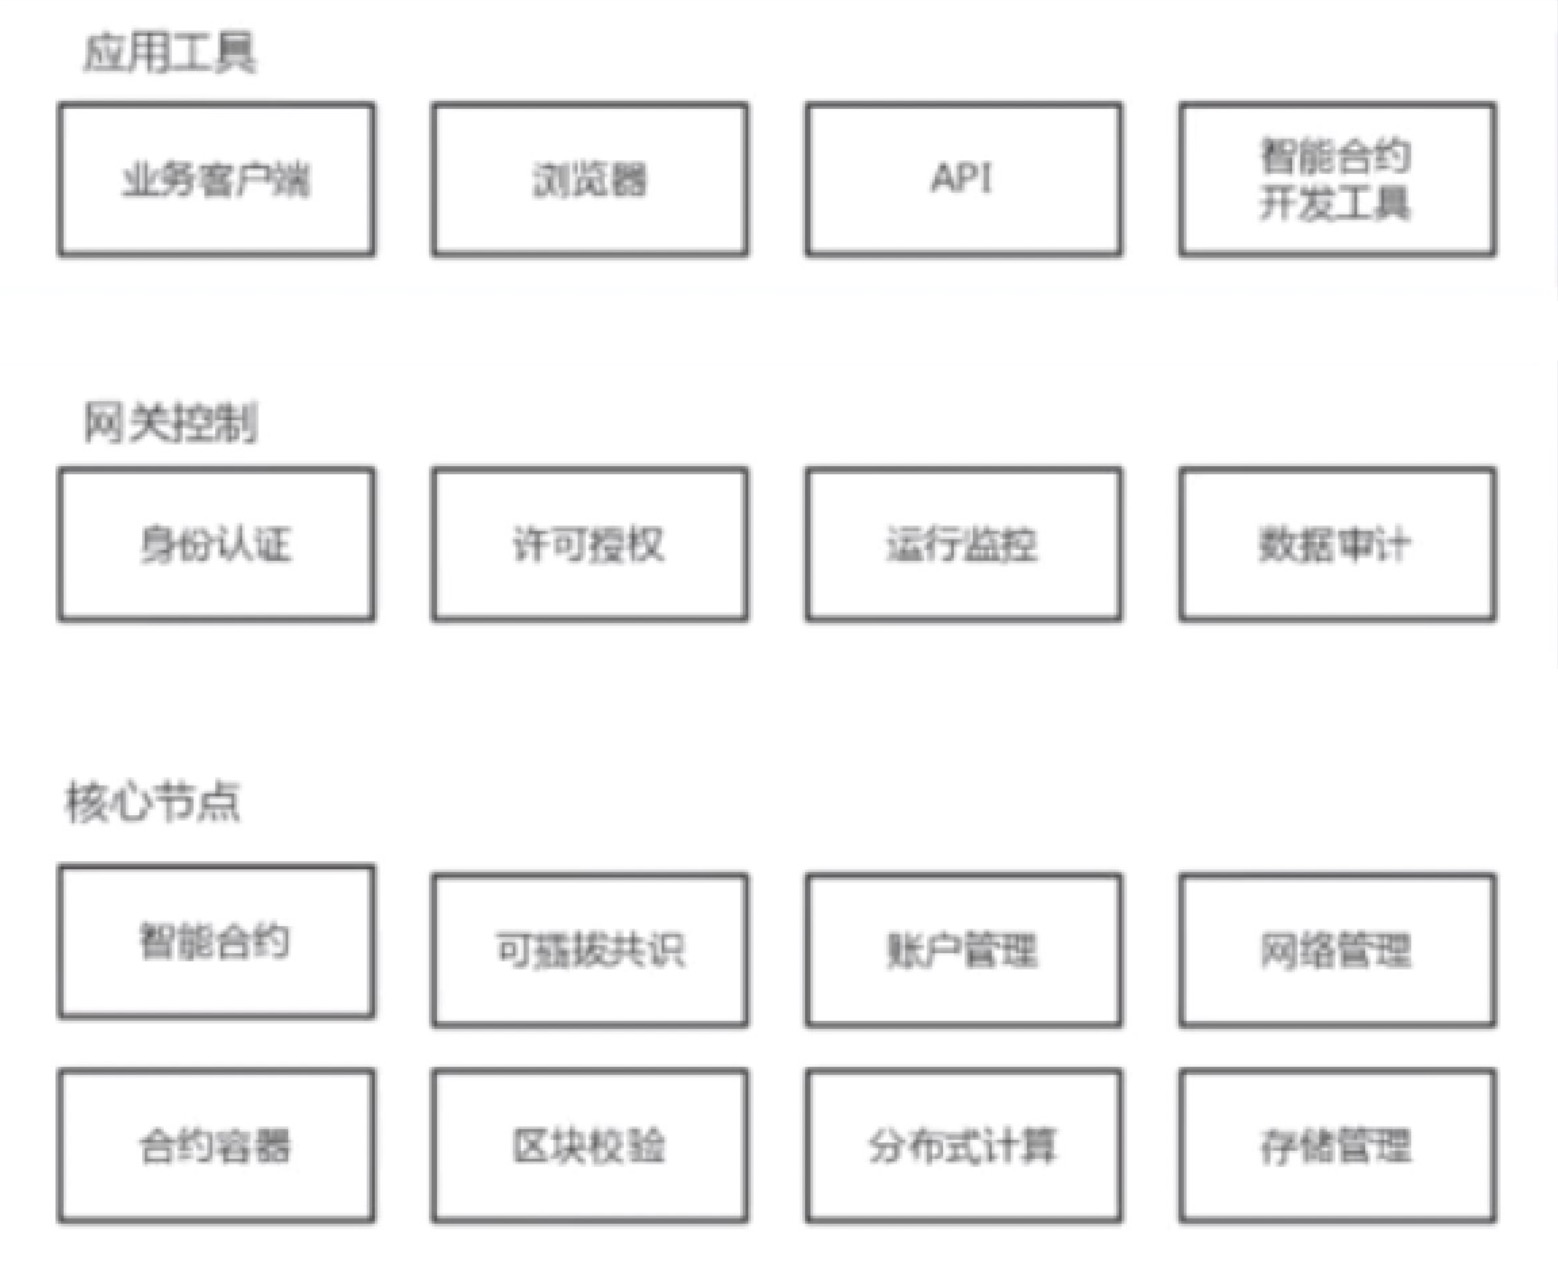 应用工具
业务客户端
浏览器
API
智能合约
开发工具
网关控制
身份认证
许可授权
运行监控
数据审计
核心节点
智能合约
可插拔共识
账户管理
网络管理
合约容器
区块校验
分布式计算
存储管理